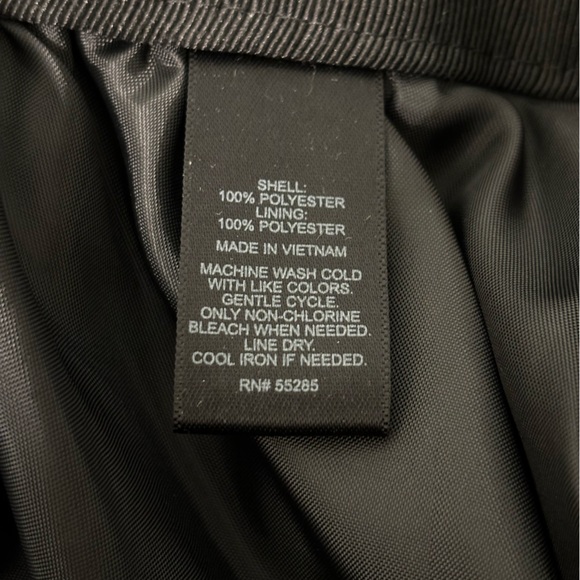 SHELL:
100% POLYESTER
LINING:
100% POLYESTER
MADE IN VIETNAM
MACHINE WASH COLD
WITH LIKE COLORS.
GENTLE CYCLE.
ONLY NON-CHLORINE
BLEACH WHEN NEEDED.
LINE DRY.
COOL IRON IF NEEDED.
RN# 55285